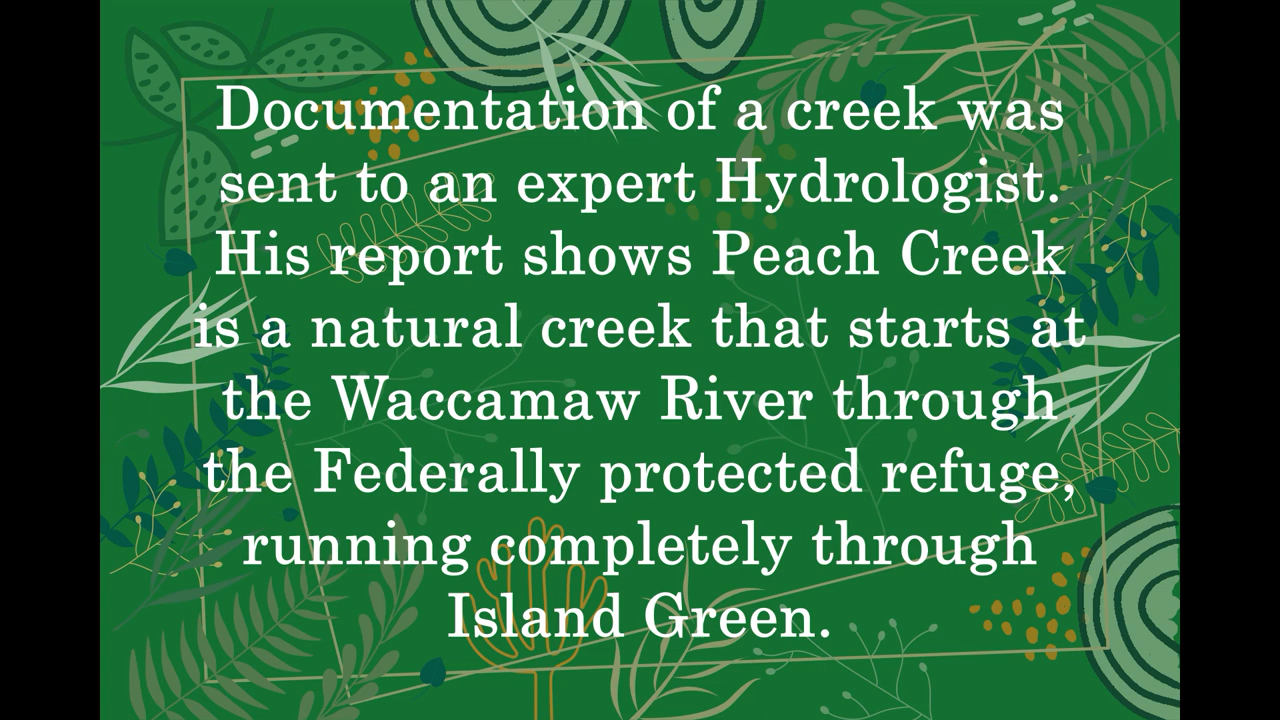 Documentation of a creek was
sent to an expert Hydrologist.
His report shows Peach Creek
is a natural creek that starts at
the Waccamaw River through
the Federally protected refuge,
running completely through
Island Green.